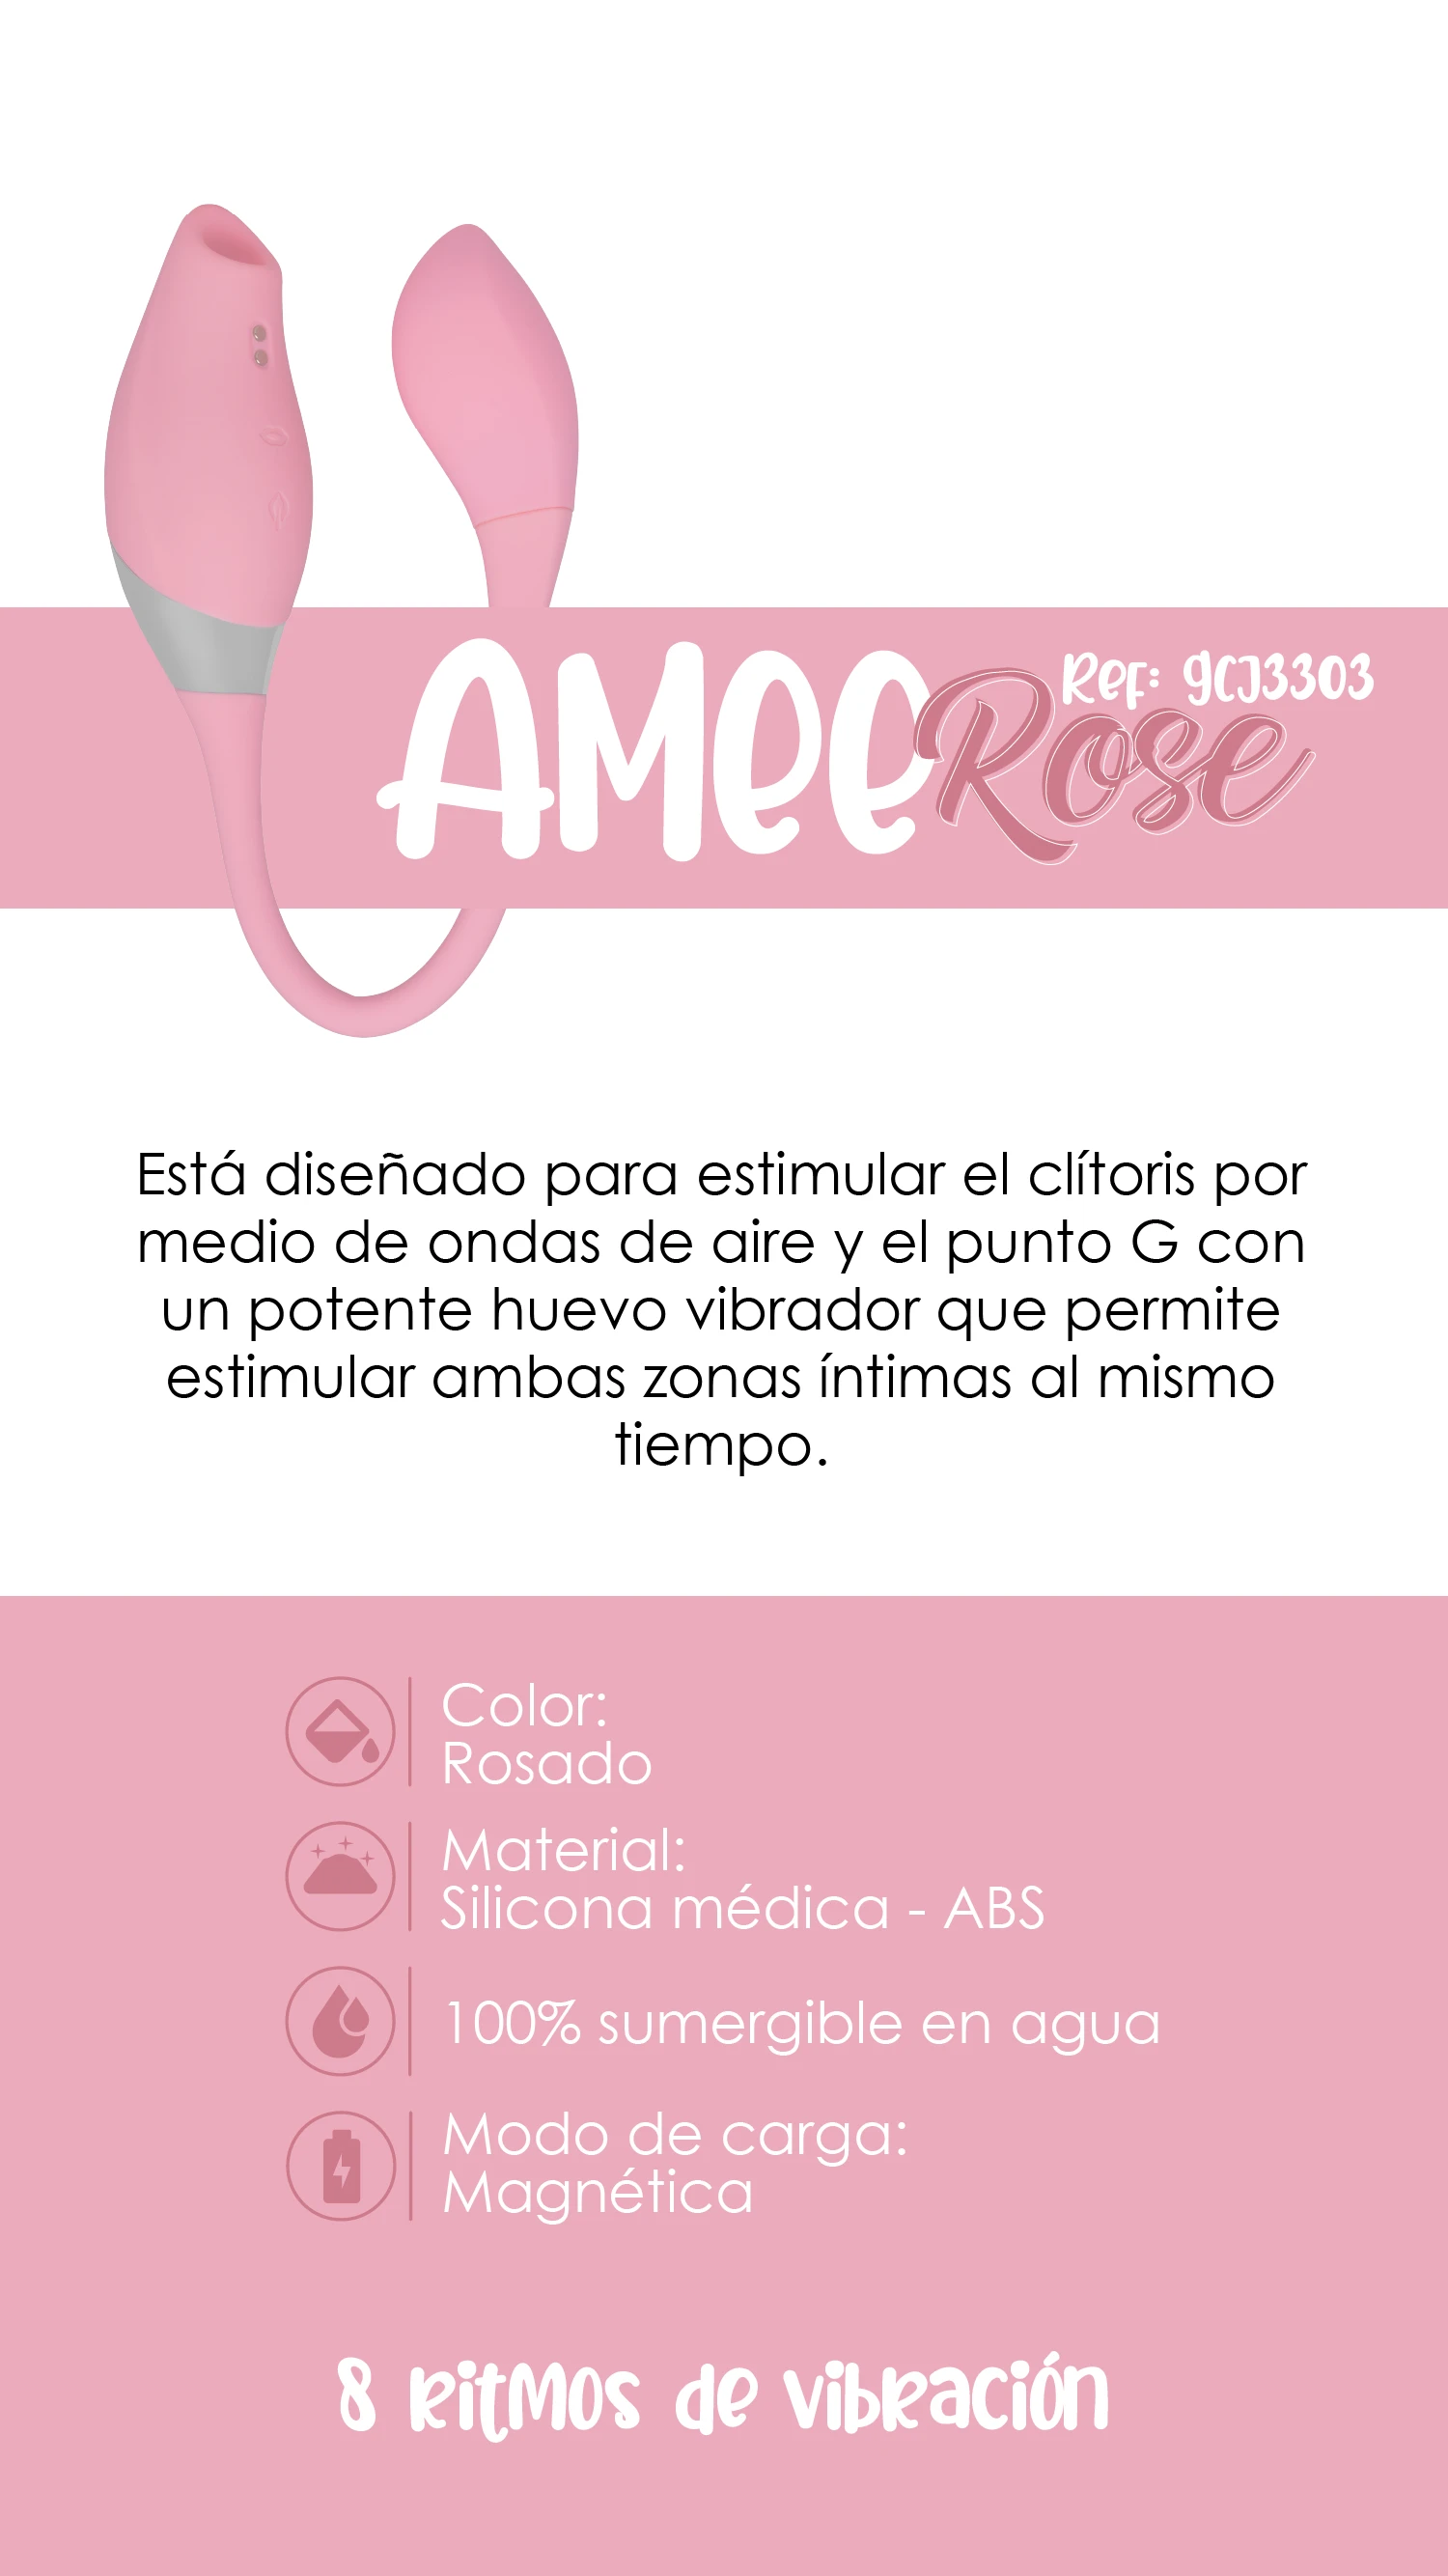 Amee Rose
Ref: gcj3303
Está diseñado para estimular el clítoris por
medio de ondas de aire y el punto G con
un potente huevo vibrador que permite
estimular ambas zonas íntimas al mismo
tiempo.
Color:
Rosado
Material:
Silicona médica - ABS
100% sumergible en agua
Modo de carga:
Magnética
8 ritmos de vibración